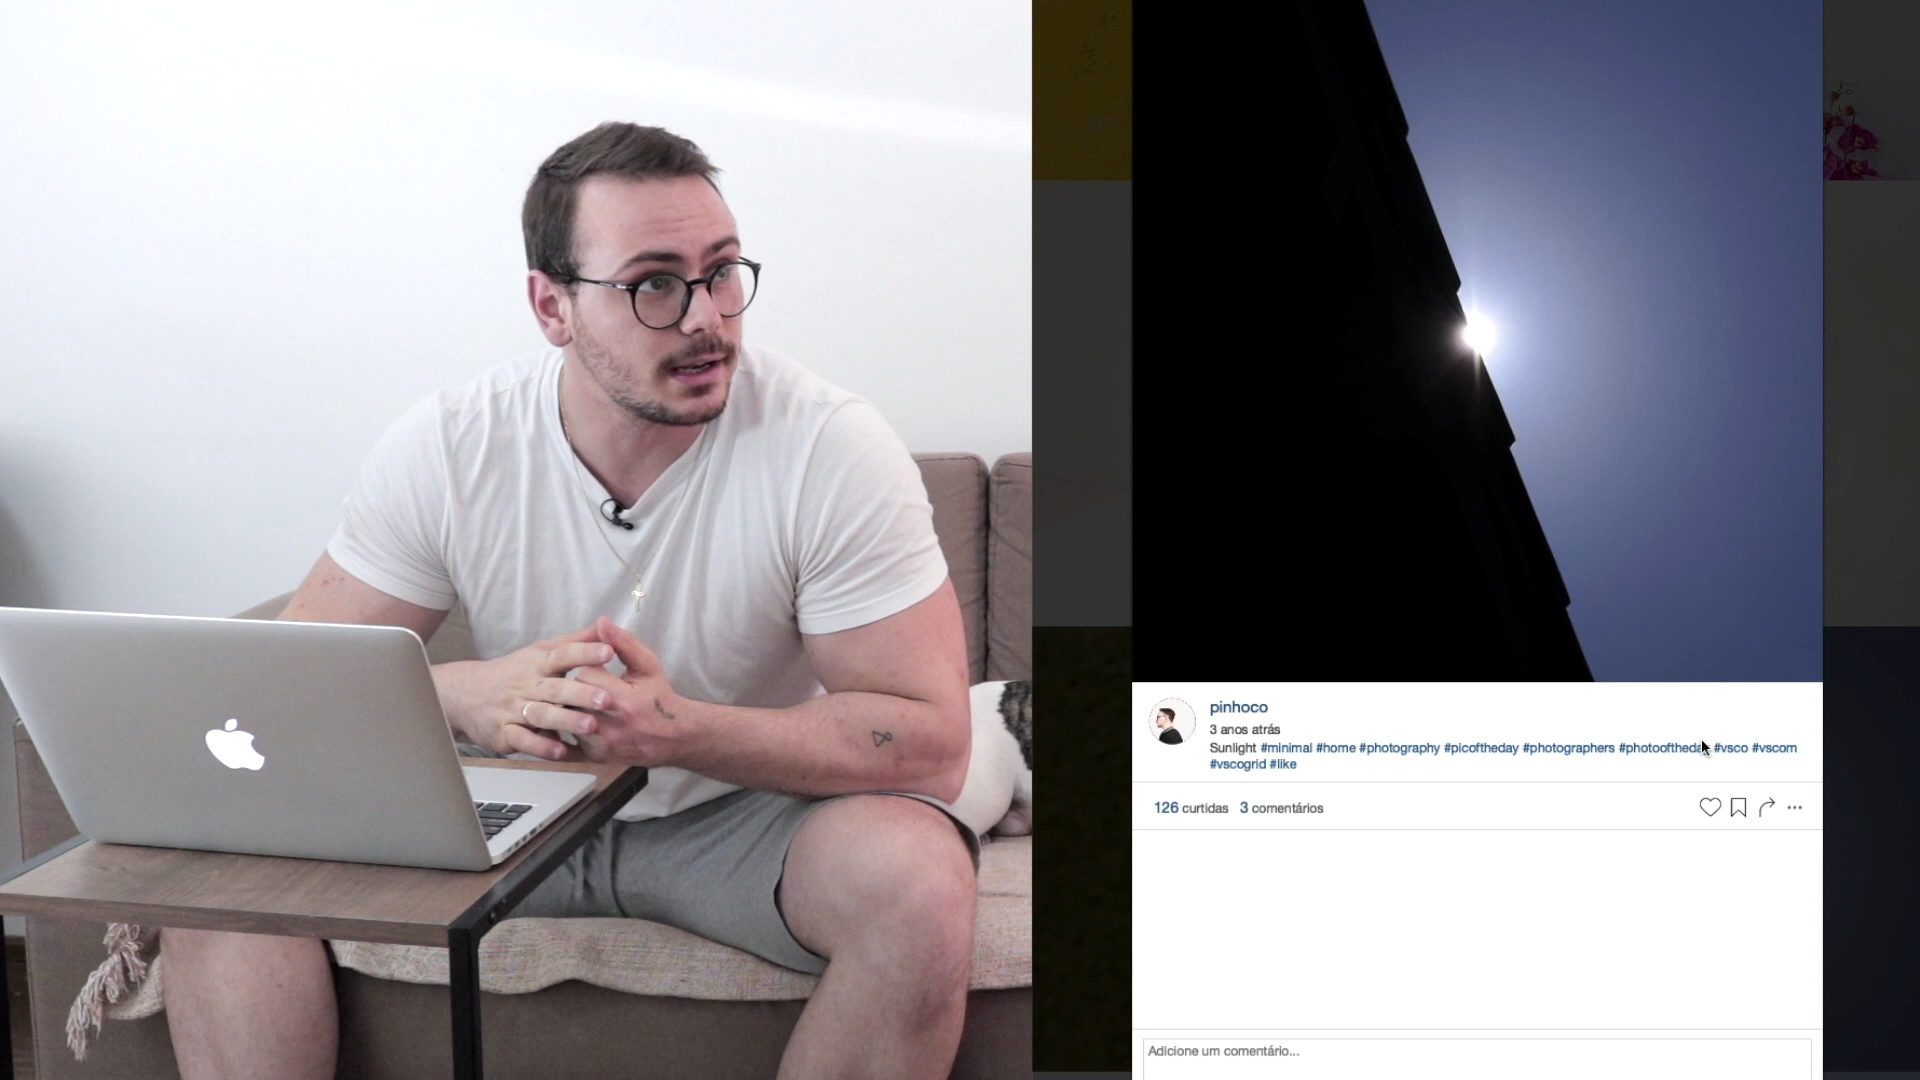 pinhoco
3 anos atrás
Sunlight #minimal #home #photography #picoftheday #photographers #photooftheda #vsco #vscom
#vscogrid #like
126 curtidas 3 comentários
Adicione um comentário...